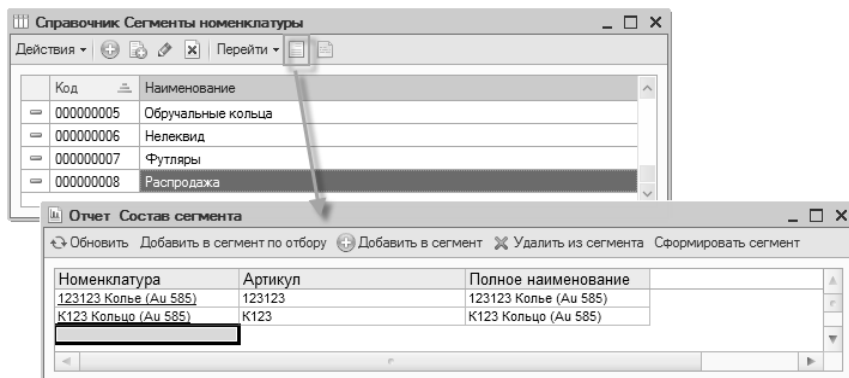 Справочник Сегменты номенклатуры
Действия Перейти
Код Наименование
000000005 Обручальные кольца
000000006 Нелеквид
000000007 Футляры
000000008 Распродажа
Отчет Состав сегмента
Обновить Добавить в сегмент по отбору Добавить в сегмент Удалить из сегмента Сформировать сегмент
Номенклатура Артикул Полное наименование
123123 Колье (Au 585) 123123 123123 Колье (Au 585)
К123 Кольцо (Au 585) К123 К123 Кольцо (Au 585)